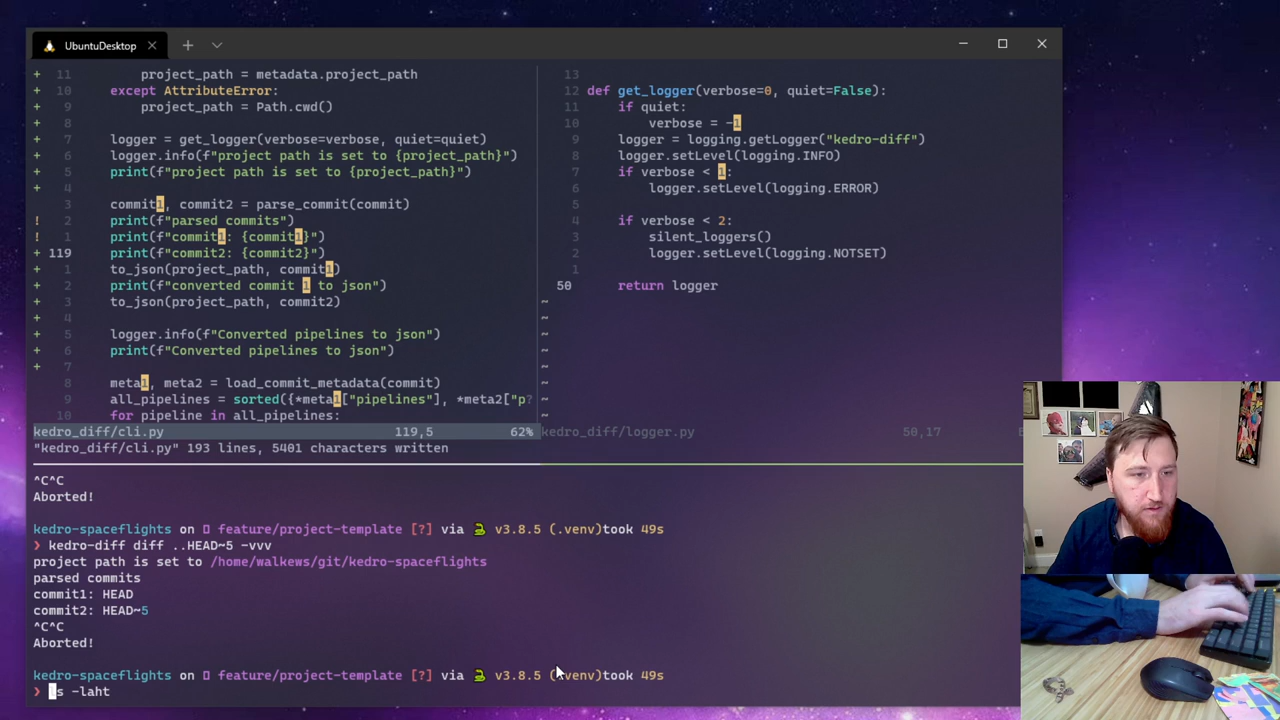 UbuntuDesktop
+ 11 project_path = metadata.project_path
+ 10 except AttributeError:
+ 9 project_path = Path.cwd()
+ 8
+ 7 logger = get_logger(verbose=verbose, quiet=quiet)
+ 6 logger.info(f"project path is set to {project_path}")
+ 5 print(f"project path is set to {project_path}")
+ 4
+ 3 commit1, commit2 = parse_commit(commit)
! 2 print(f"parsed commits")
! 1 print(f"commit1: {commit1}")
+ 119 print(f"commit2: {commit2}")
+ 1 to_json(project_path, commit1)
+ 2 print(f"converted commit 1 to json")
+ 3 to_json(project_path, commit2)
+ 4
+ 5 logger.info(f"Converted pipelines to json")
+ 6 print(f"Converted pipelines to json")
+ 7
8 meta1, meta2 = load_commit_metadata(commit)
9 all_pipelines = sorted({*meta1["pipelines"], *meta2["p?
10 for pipeline in all_pipelines:
kedro_diff/cli.py 119,5 62%
"kedro_diff/cli.py" 193 lines, 5401 characters written
13
12 def get_logger(verbose=0, quiet=False):
11 if quiet:
10 verbose = -1
9 logger = logging.getLogger("kedro-diff")
8 logger.setLevel(logging.INFO)
7 if verbose < 1:
6 logger.setLevel(logging.ERROR)
5
4 if verbose < 2:
3 silent_loggers()
2 logger.setLevel(logging.NOTSET)
1
50 return logger
~
~
~
~
~
~
~
~
kedro_diff/logger.py 50,17
^C^C
Aborted!
kedro-spaceflights on feature/project-template [?] via v3.8.5 (.venv)took 49s
❯ kedro-diff diff ..HEAD~5 -vvv
project path is set to /home/walkews/git/kedro-spaceflights
parsed commits
commit1: HEAD
commit2: HEAD~5
^C^C
Aborted!
kedro-spaceflights on feature/project-template [?] via v3.8.5 (.venv)took 49s
❯ ls -laht